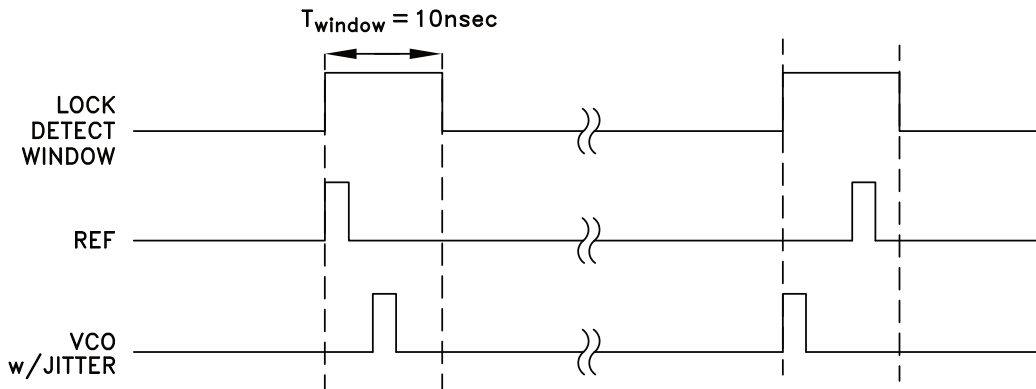 Twindow = 10nsec
LOCK
DETECT
WINDOW
REF
VCO
w/JITTER